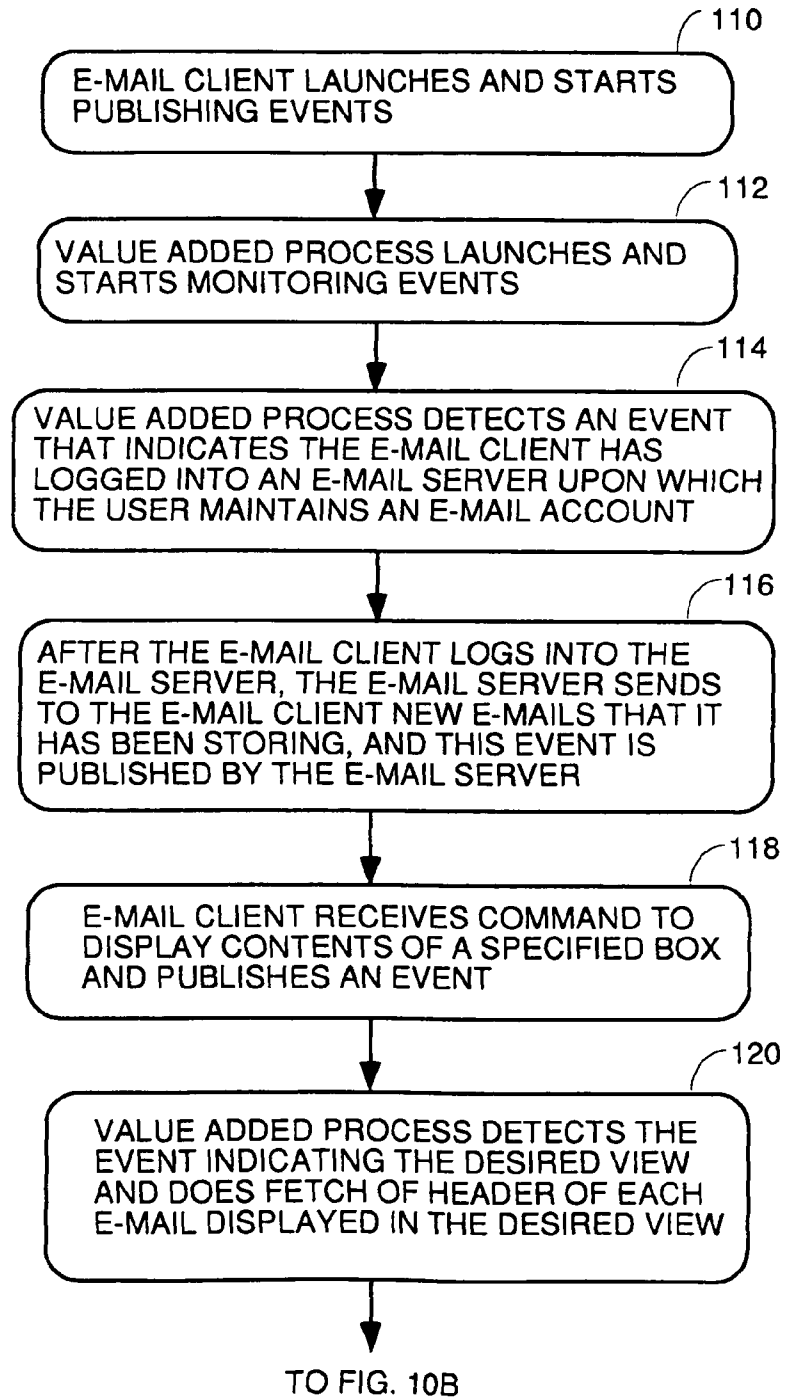 110
E-MAIL CLIENT LAUNCHES AND STARTS
PUBLISHING EVENTS
112
VALUE ADDED PROCESS LAUNCHES AND
STARTS MONITORING EVENTS
114
VALUE ADDED PROCESS DETECTS AN EVENT
THAT INDICATES THE E-MAIL CLIENT HAS
LOGGED INTO AN E-MAIL SERVER UPON WHICH
THE USER MAINTAINS AN E-MAIL ACCOUNT
116
AFTER THE E-MAIL CLIENT LOGS INTO THE
E-MAIL SERVER, THE E-MAIL SERVER SENDS
TO THE E-MAIL CLIENT NEW E-MAILS THAT IT
HAS BEEN STORING, AND THIS EVENT IS
PUBLISHED BY THE E-MAIL SERVER
118
E-MAIL CLIENT RECEIVES COMMAND TO
DISPLAY CONTENTS OF A SPECIFIED BOX
AND PUBLISHES AN EVENT
120
VALUE ADDED PROCESS DETECTS THE
EVENT INDICATING THE DESIRED VIEW
AND DOES FETCH OF HEADER OF EACH
E-MAIL DISPLAYED IN THE DESIRED VIEW
TO FIG. 10B